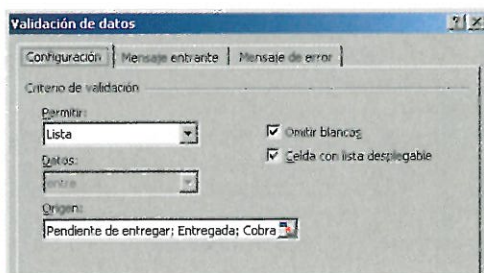 Validación de datos
Configuración
Mensaje entrante
Mensaje de error
Criterio de validación
Permitir:
Lista
Omitir blancos
Datos:
Celda con lista desplegable
entre
Origen:
Pendiente de entregar; Entregada; Cobra